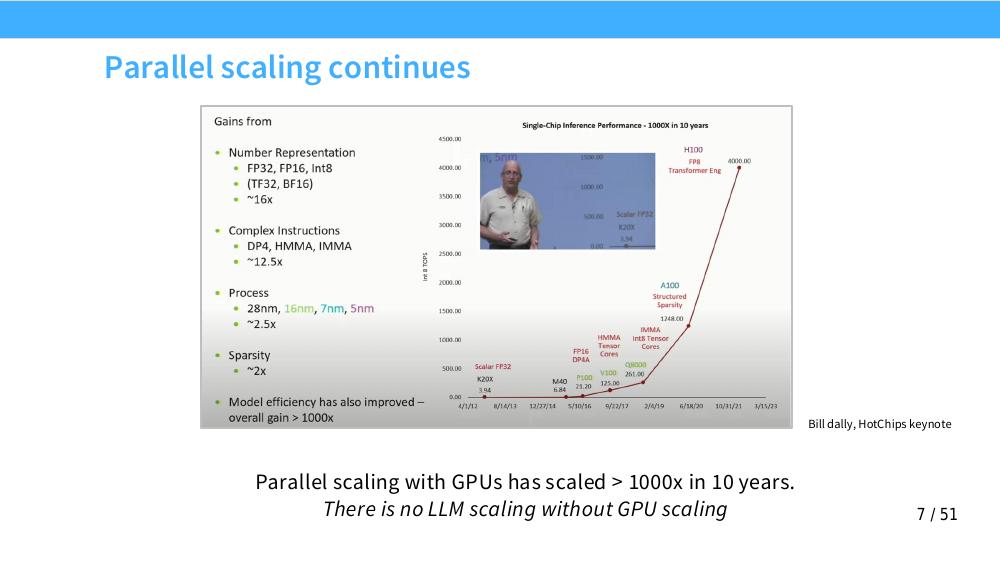 Parallel scaling continues
Gains from
• Number Representation
• FP32, FP16, Int8
• (TF32, BF16)
• ~16x
• Complex Instructions
• DP4, HMMA, IMMA
• ~12.5x
• Process
• 28nm, 16nm, 7nm, 5nm
• ~2.5x
• Sparsity
• ~2x
• Model efficiency has also improved –
overall gain > 1000x
Single-Chip Inference Performance - 1000X in 10 years
Int 8 TOPS
4500.00
4000.00
3500.00
3000.00
2500.00
2000.00
1500.00
1000.00
500.00
0.00
m, 5nm
1500.00
1000.00
500.00
0.00
Scalar FP32
K20X
3.94
H100
FP8
Transformer Eng
4000.00
A100
Structured
Sparsity
1248.00
IMMA
Int8 Tensor
Cores
Q8000
261.00
HMMA
Tensor
Cores
V100
125.00
FP16
DP4A
P100
21.20
M40
6.84
Scalar FP32
K20X
3.94
4/1/12
8/14/13
12/27/14
5/10/16
9/22/17
2/4/19
6/18/20
10/31/21
3/15/23
Bill dally, HotChips keynote
Parallel scaling with GPUs has scaled > 1000x in 10 years.
There is no LLM scaling without GPU scaling
7 / 51